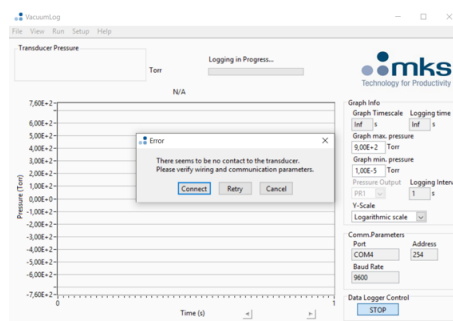 VacuumLog
File View Run Setup Help
Transducer Pressure
Torr
Logging in Progress...
N/A
mks
Technology for Productivity
Graph Info
Graph Timescale Logging time
Inf s Inf s
Graph max. pressure
9,00E+2 Torr
Graph min. pressure
1,00E-5 Torr
Pressure Output Logging Interv
PR1 1 s
Y-Scale
Logarithmic scale
Comm.Parameters
Port Address
COM4 254
Baud Rate
9600
Data Logger Control
STOP
Error
There seems to be no contact to the transducer.
Please verify wiring and communication parameters.
Connect Retry Cancel
Pressure (Torr)
7,60E+2
6,00E+2
5,00E+2
4,00E+2
3,00E+2
2,00E+2
1,00E+2
0,00E+0
-1,00E+2
-2,00E+2
-3,00E+2
-4,00E+2
-5,00E+2
-6,00E+2
-7,60E+2
0 1
Time (s)